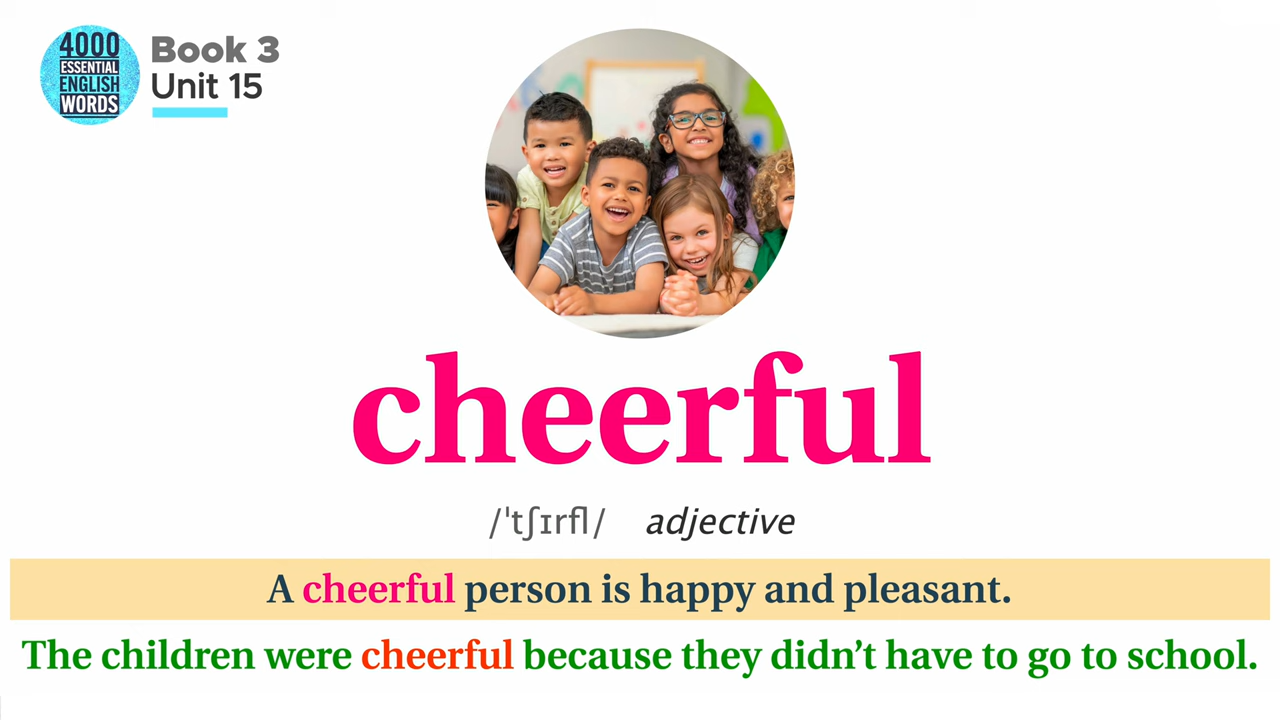 4000
ESSENTIAL
ENGLISH
WORDS
Book 3
Unit 15
cheerful
/ˈtʃɪrfl/ adjective
A cheerful person is happy and pleasant.
The children were cheerful because they didn’t have to go to school.